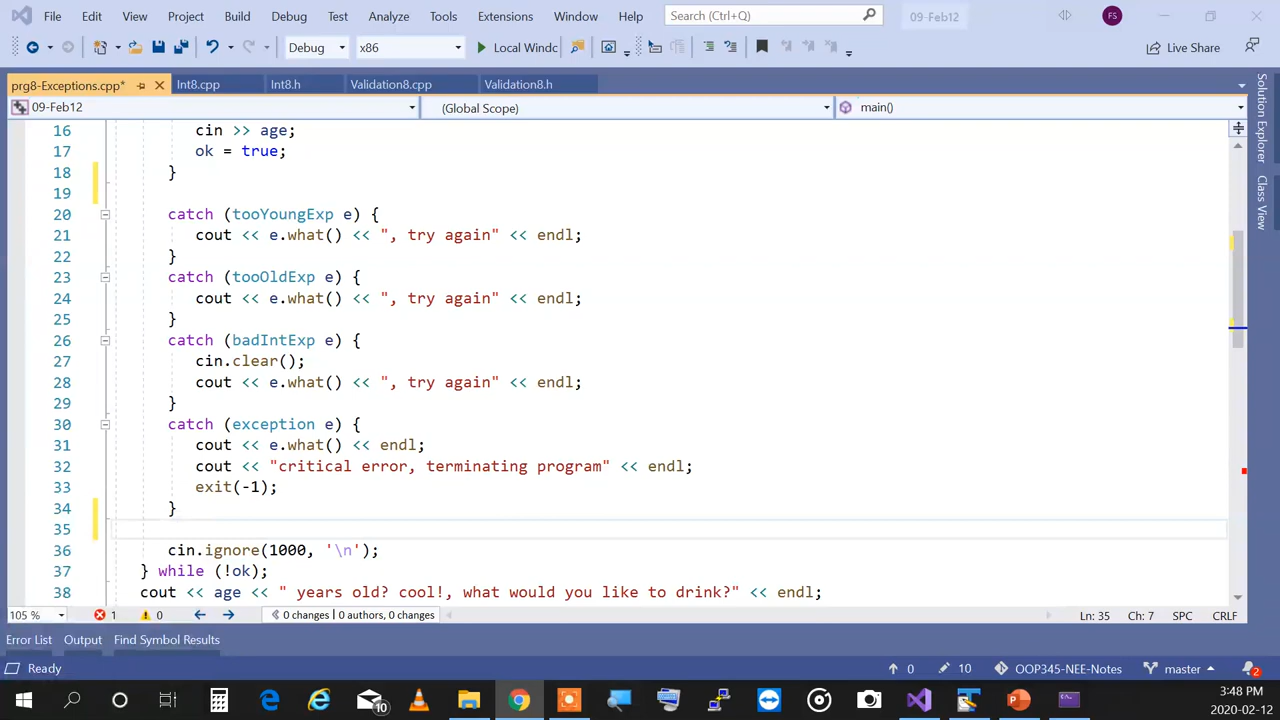 File Edit View Project Build Debug Test Analyze Tools Extensions Window Help Search (Ctrl+Q) 09-Feb12 FS
Debug x86 Local Windc Live Share
prg8-Exceptions.cpp* Int8.cpp Int8.h Validation8.cpp Validation8.h
09-Feb12 (Global Scope) main()
16 cin >> age;
17 ok = true;
18 }
19
20 catch (tooYoungExp e) {
21 cout << e.what() << ", try again" << endl;
22 }
23 catch (tooOldExp e) {
24 cout << e.what() << ", try again" << endl;
25 }
26 catch (badIntExp e) {
27 cin.clear();
28 cout << e.what() << ", try again" << endl;
29 }
30 catch (exception e) {
31 cout << e.what() << endl;
32 cout << "critical error, terminating program" << endl;
33 exit(-1);
34 }
35
36 cin.ignore(1000, '\n');
37 } while (!ok);
38 cout << age << " years old? cool!, what would you like to drink?" << endl;
Solution Explorer
Class View
105 % 1 0 0 changes | 0 authors, 0 changes Ln: 35 Ch: 7 SPC CRLF
Error List Output Find Symbol Results
Ready 0 10 OOP345-NEE-Notes master 2
10
3:48 PM
2020-02-12